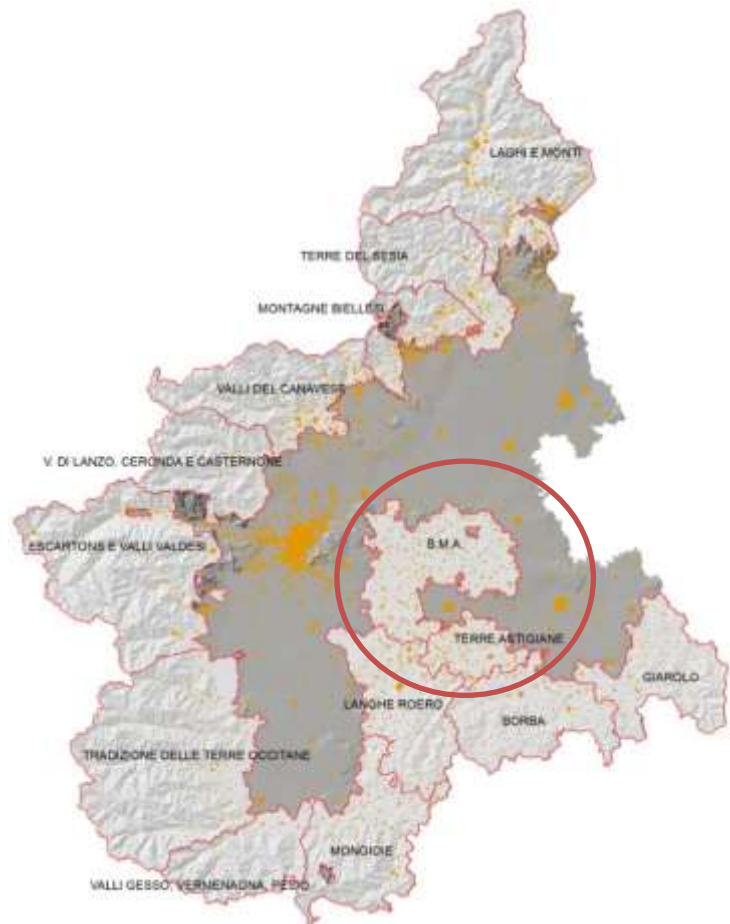 LAGHI E MONTI
TERRE DEL SESIA
MONTAGNE BIELLESI
VALLI DEL CANAVESE
V. DI LANZO, CERONDA E CASTERNONE
ESCARTONS E VALLI VALDESI
B.M.A.
TERRE ASTIGIANE
GIAROLO
LANGHE ROERO
BORBA
TRADIZIONE DELLE TERRE OCCITANE
MONGIOIE
VALLI GESSO, VERMENAGNA, PESIO